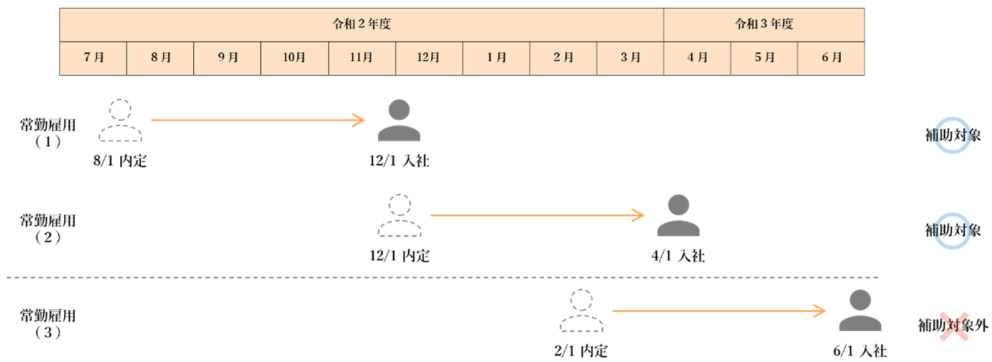 令和２年度 令和３年度
７月 ８月 ９月 10月 11月 12月 １月 ２月 ３月 ４月 ５月 ６月
常勤雇用
（１）
8/1 内定 12/1 入社
補助対象
常勤雇用
（２）
12/1 内定 4/1 入社
補助対象
常勤雇用
（３）
2/1 内定 6/1 入社
補助対象外